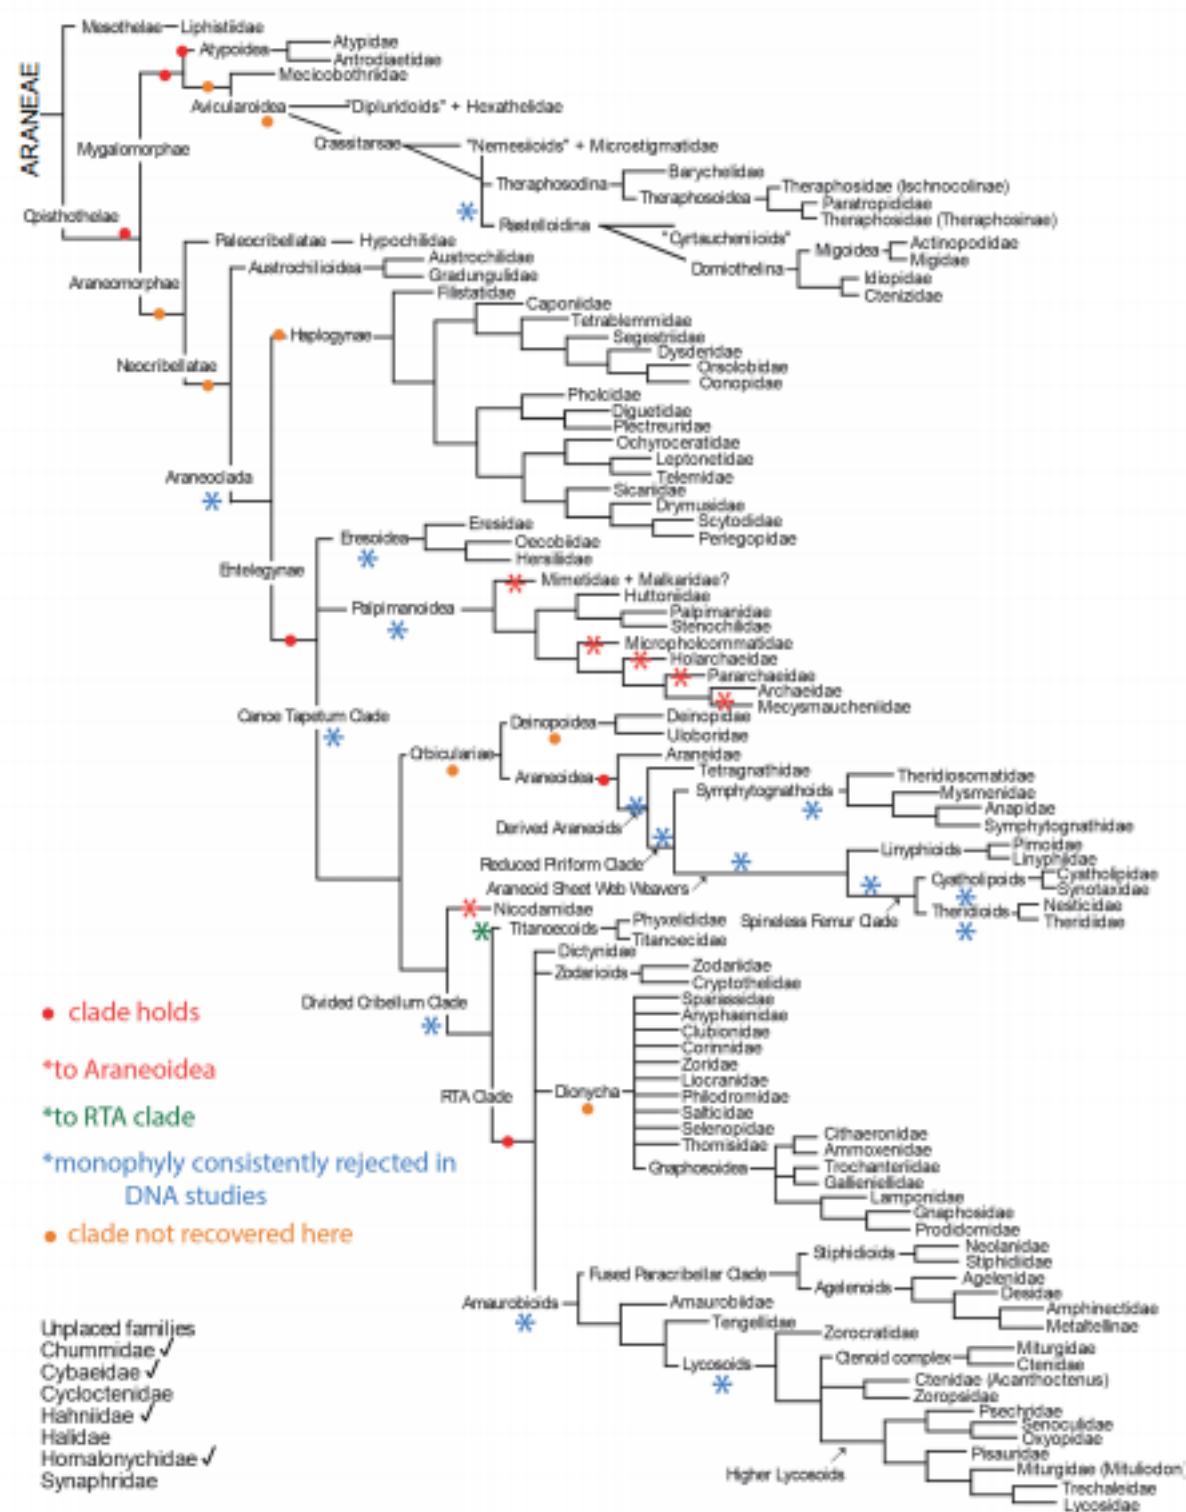 ARANEAE
Mesothelae
Liphistiidae
Atypoidea
Atypidae
Antrodiaetidae
Mecicobothriidae
Avicularoidea
"Dipluridoids" + Hexathelidae
Mygalomorphae
Crassitarsae
"Nemesiioids" + Microstigmatidae
Theraphosodina
Barychelidae
Theraphosoidea
Theraphosidae (Ischnocolinae)
Paratropididae
Theraphosidae (Theraphosinae)
Opisthothelae
Rastelloidina
"Cyrtaucheniioids"
Domiothelina
Migoidea
Actinopodidae
Migidae
Idiopidae
Ctenizidae
Paleocribellatae
Hypochilidae
Araneomorphae
Austrochilioidea
Austrochilidae
Gradungulidae
Neocribellatae
Haplogynae
Filistatidae
Caponiidae
Tetrablemmidae
Segestriidae
Dysderidae
Orsolobidae
Oonopidae
Pholcidae
Diguetidae
Plectreuridae
Ochyroceratidae
Leptonetidae
Telemidae
Sicariidae
Drymusidae
Scytodidae
Periegopidae
Araneoclada
Entelegynae
Eresoidea
Eresidae
Oecobiidae
Hersiliidae
Palpimanoidea
Mimetidae + Malkaridae?
Huttoniidae
Palpimanidae
Stenochilidae
Micropholcommatidae
Holarchaeidae
Pararchaeidae
Archaeidae
Mecysmaucheniidae
Canoe Tapetum Clade
Orbiculariae
Deinopoidea
Deinopidae
Uloboridae
Araneoidea
Araneidae
Tetragnathidae
Symphytognathoids
Theridiosomatidae
Mysmenidae
Anapidae
Symphytognathidae
Derived Araneoids
Reduced Piriform Clade
Araneoid Sheet Web Weavers
Linyphioids
Pimoidae
Linyphiidae
Cyatholipoids
Cyatholipidae
Synotaxidae
Spineless Femur Clade
Theridioids
Nesticidae
Theridiidae
Nicodamidae
Titanoecoids
Phyxelididae
Titanoecidae
Divided Cribellum Clade
Dictynidae
Zodarioids
Zodariidae
Cryptothelidae
RTA Clade
Dionycha
Sparassidae
Anyphaenidae
Clubionidae
Corinnidae
Zoridae
Liocranidae
Philodromidae
Salticidae
Selenopidae
Thomisidae
Gnaphosoidea
Cithaeronidae
Ammoxenidae
Trochanteriidae
Gallieniellidae
Lamponidae
Gnaphosidae
Prodidomidae
Amaurobioids
Fused Paracribellar Clade
Stiphidioids
Neolanidae
Stiphidiidae
Agelenoids
Agelenidae
Desidae
Amphinectidae
Metaltellinae
Amaurobiidae
Tengellidae
Lycosoids
Zorocratidae
Ctenoid complex
Miturgidae
Ctenidae
Ctenidae (Acanthoctenus)
Zoropsidae
Higher Lycosoids
Psechridae
Senoculidae
Oxyopidae
Pisauridae
Miturgidae (Mituliodon)
Trechaleidae
Lycosidae
• clade holds
*to Araneoidea
*to RTA clade
*monophyly consistently rejected in
DNA studies
• clade not recovered here
Unplaced families
Chummidae ✓
Cybaeidae ✓
Cycloctenidae
Hahniidae ✓
Halidae
Homalonychidae ✓
Synaphridae